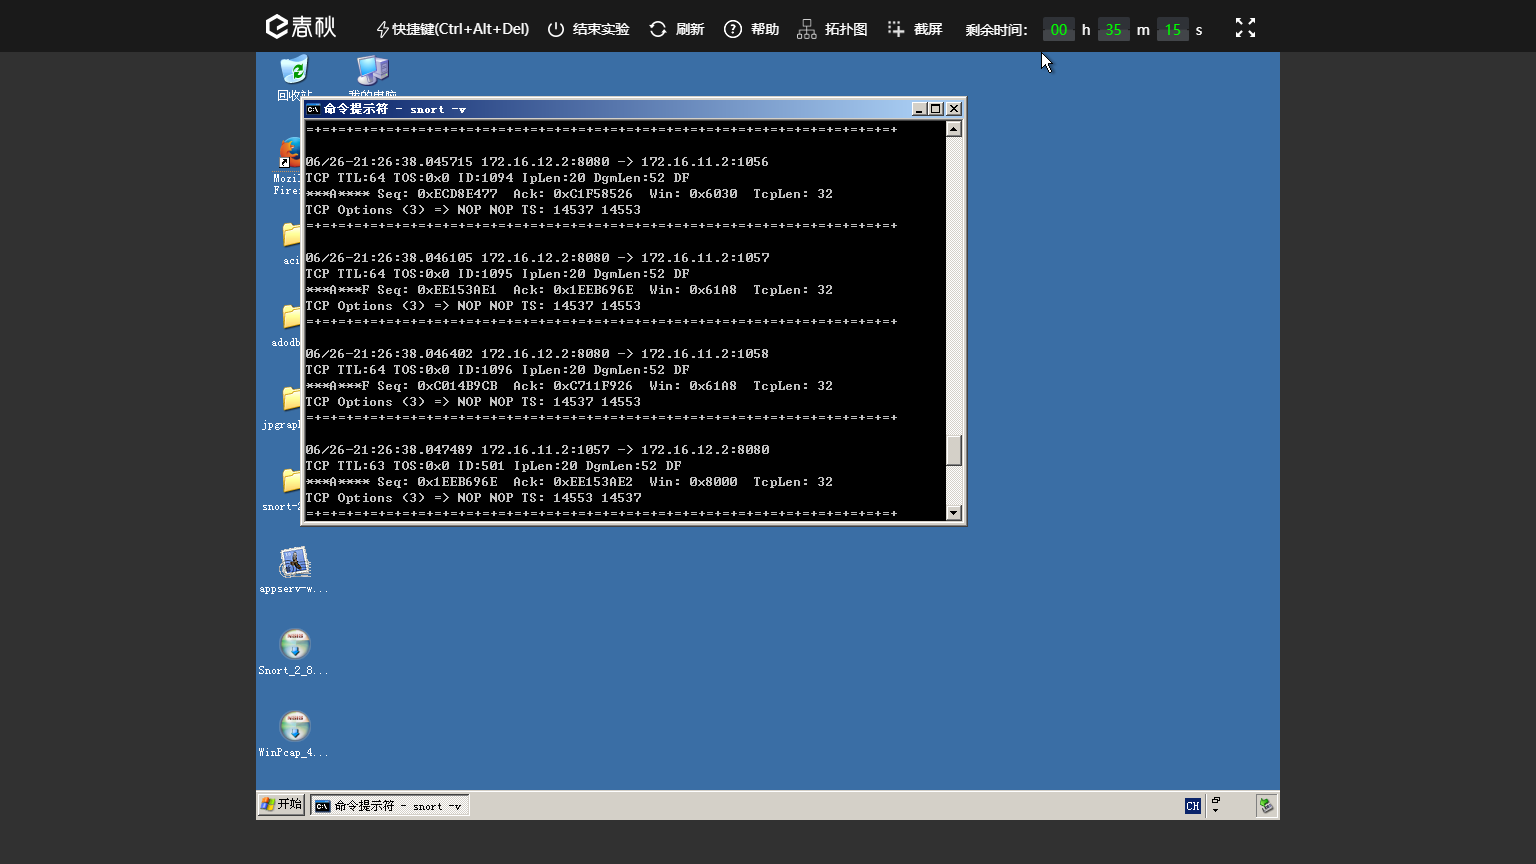 春秋 快捷键(Ctrl+Alt+Del) 结束实验 刷新 帮助 拓扑图 截屏 剩余时间: 00 h 35 m 15 s
回收站 我的电脑
命令提示符 - snort -v
=+=+=+=+=+=+=+=+=+=+=+=+=+=+=+=+=+=+=+=+=+=+=+=+=+=+=+=+=+=+=+=+=+=+=+=+=+
06/26-21:26:38.045715 172.16.12.2:8080 -> 172.16.11.2:1056
TCP TTL:64 TOS:0x0 ID:1094 IpLen:20 DgmLen:52 DF
***A**** Seq: 0xECD8E477  Ack: 0xC1F58526  Win: 0x6030  TcpLen: 32
TCP Options (3) => NOP NOP TS: 14537 14553
=+=+=+=+=+=+=+=+=+=+=+=+=+=+=+=+=+=+=+=+=+=+=+=+=+=+=+=+=+=+=+=+=+=+=+=+=+
06/26-21:26:38.046105 172.16.12.2:8080 -> 172.16.11.2:1057
TCP TTL:64 TOS:0x0 ID:1095 IpLen:20 DgmLen:52 DF
***A***F Seq: 0xEE153AE1  Ack: 0x1EEB696E  Win: 0x61A8  TcpLen: 32
TCP Options (3) => NOP NOP TS: 14537 14553
=+=+=+=+=+=+=+=+=+=+=+=+=+=+=+=+=+=+=+=+=+=+=+=+=+=+=+=+=+=+=+=+=+=+=+=+=+
06/26-21:26:38.046402 172.16.12.2:8080 -> 172.16.11.2:1058
TCP TTL:64 TOS:0x0 ID:1096 IpLen:20 DgmLen:52 DF
***A***F Seq: 0xC014B9CB  Ack: 0xC711F926  Win: 0x61A8  TcpLen: 32
TCP Options (3) => NOP NOP TS: 14537 14553
=+=+=+=+=+=+=+=+=+=+=+=+=+=+=+=+=+=+=+=+=+=+=+=+=+=+=+=+=+=+=+=+=+=+=+=+=+
06/26-21:26:38.047489 172.16.11.2:1057 -> 172.16.12.2:8080
TCP TTL:63 TOS:0x0 ID:501 IpLen:20 DgmLen:52 DF
***A**** Seq: 0x1EEB696E  Ack: 0xEE153AE2  Win: 0x8000  TcpLen: 32
TCP Options (3) => NOP NOP TS: 14553 14537
=+=+=+=+=+=+=+=+=+=+=+=+=+=+=+=+=+=+=+=+=+=+=+=+=+=+=+=+=+=+=+=+=+=+=+=+=+
Mozil
Fire
aci
adodb
jpgrap
snort-2
appserv-w...
Snort_2_8...
WinPcap_4...
开始 命令提示符 - snort -v CH